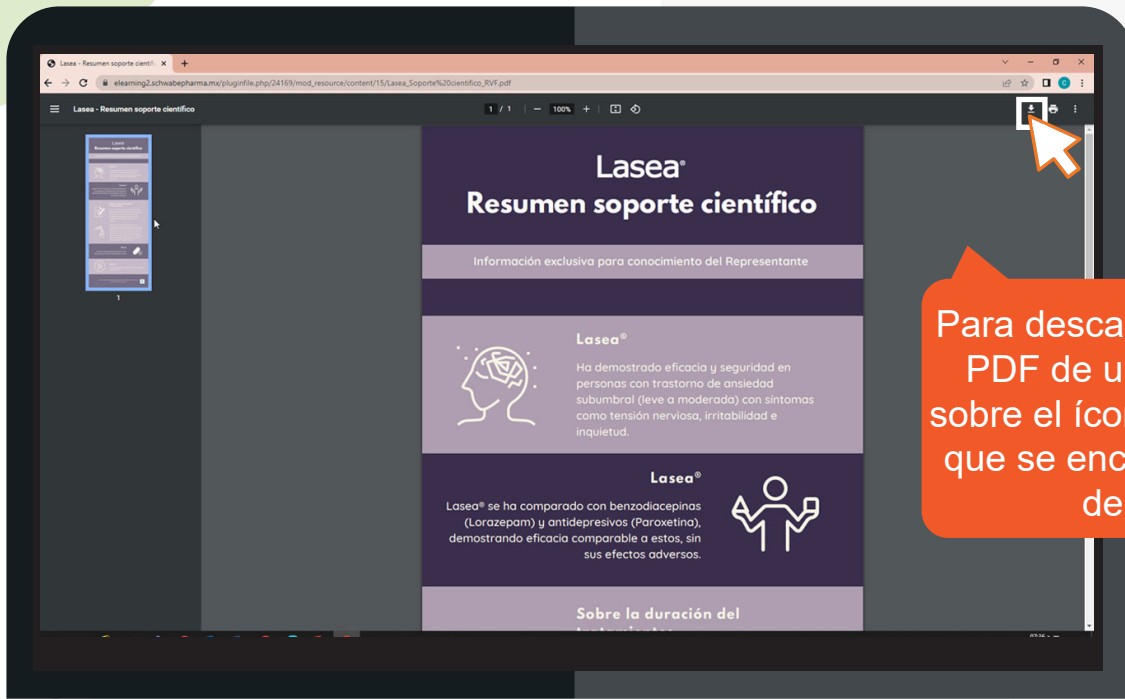 Lasea - Resumen soporte científi
elearning2.schwabepharma.mx/pluginfile.php/24169/mod_resource/content/15/Lasea_Soporte%20cientifico_RVF.pdf
Lasea - Resumen soporte científico
1 / 1
100%
1
Lasea®
Resumen soporte científico
Información exclusiva para conocimiento del Representante
Lasea®
Ha demostrado eficacia y seguridad en
personas con trastorno de ansiedad
subumbral (leve a moderada) con síntomas
como tensión nerviosa, irritabilidad e
inquietud.
Lasea®
Lasea® se ha comparado con benzodiacepinas
(Lorazepam) y antidepresivos (Paroxetina),
demostrando eficacia comparable a estos, sin
sus efectos adversos.
Sobre la duración del
Para desca
PDF de u
sobre el íco
que se enc
de